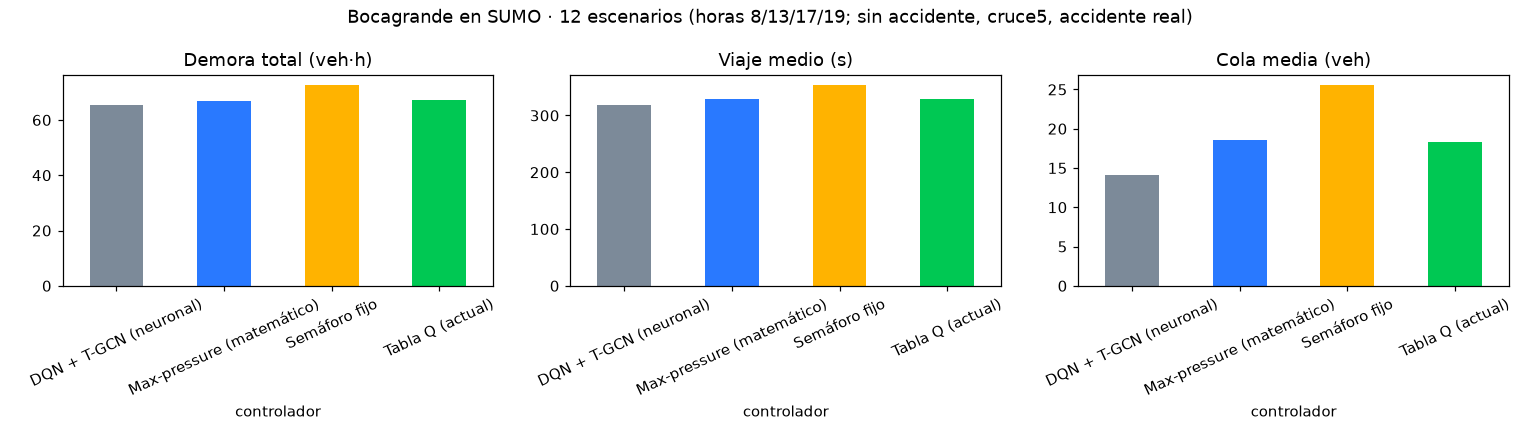 Bocagrande en SUMO · 12 escenarios (horas 8/13/17/19; sin accidente, cruce5, accidente real)
Demora total (veh·h)
60
40
20
0
DQN + T-GCN (neuronal)
Max-pressure (matemático)
Semáforo fijo
Tabla Q (actual)
controlador
Viaje medio (s)
300
200
100
0
DQN + T-GCN (neuronal)
Max-pressure (matemático)
Semáforo fijo
Tabla Q (actual)
controlador
Cola media (veh)
25
20
15
10
5
0
DQN + T-GCN (neuronal)
Max-pressure (matemático)
Semáforo fijo
Tabla Q (actual)
controlador